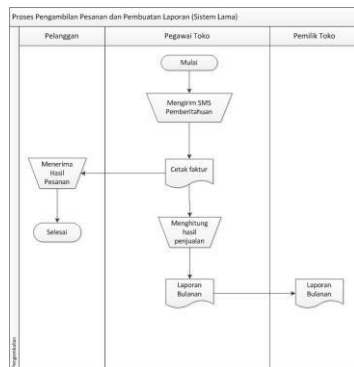 Proses Pengambilan Pesanan dan Pembuatan Laporan (Sistem Lama)
Pelanggan
Pegawai Toko
Pemilik Toko
Mulai
Mengirim SMS
Pemberitahuan
Menerima
Hasil
Pesanan
Cetak faktur
Selesai
Menghitung
hasil
penjualan
Laporan
Bulanan
Laporan
Bulanan